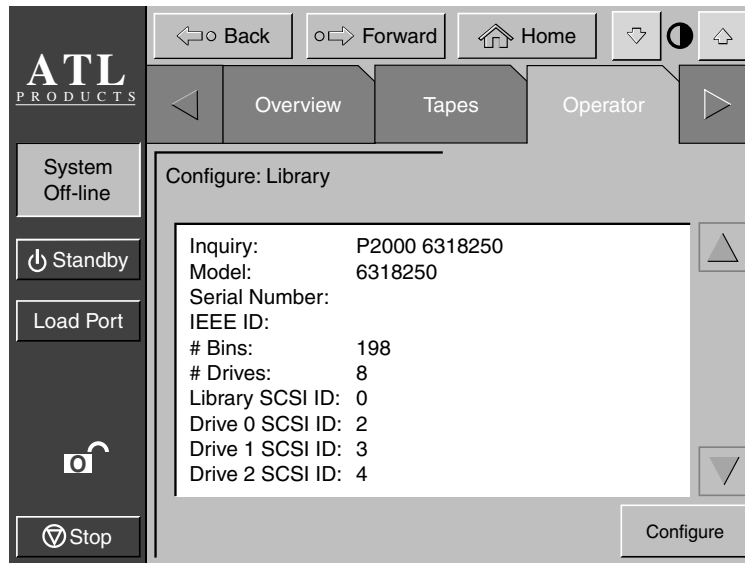 ATL
PRODUCTS
Back
Forward
Home
Overview
Tapes
Operator
System
Off-line
Standby
Load Port
O
Stop
Configure: Library
Inquiry: P2000 6318250
Model: 6318250
Serial Number:
IEEE ID:
# Bins: 198
# Drives: 8
Library SCSI ID: 0
Drive 0 SCSI ID: 2
Drive 1 SCSI ID: 3
Drive 2 SCSI ID: 4
Configure